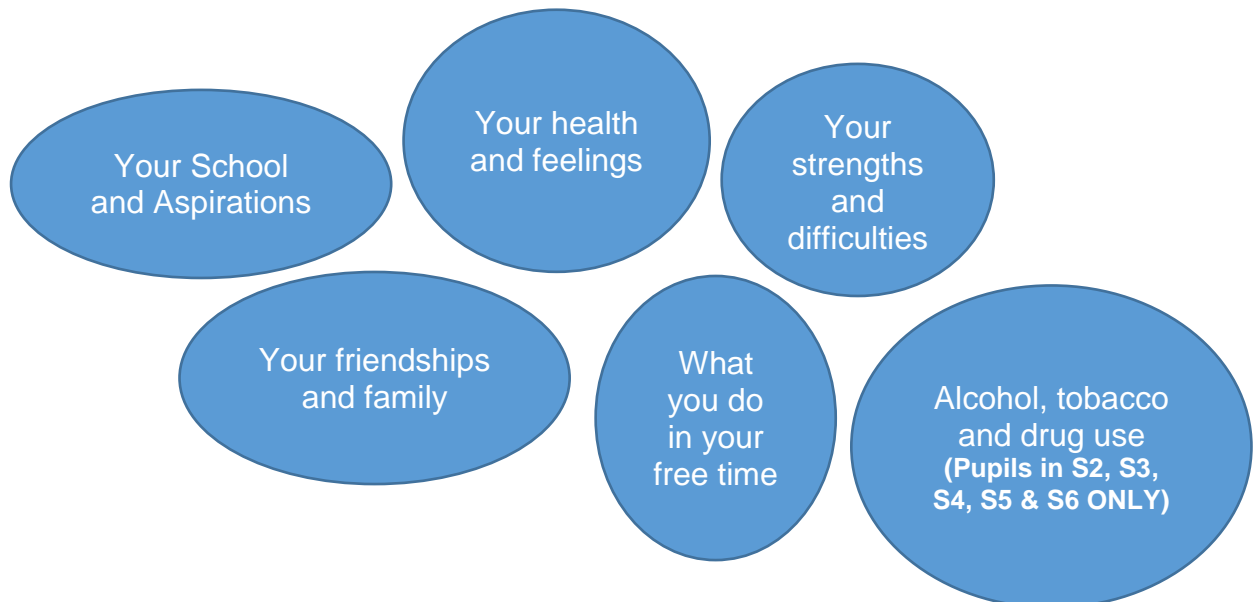 Your School
and Aspirations
Your health
and feelings
Your
strengths
and
difficulties
Your friendships
and family
What
you do
in your
free time
Alcohol, tobacco
and drug use
(Pupils in S2, S3,
S4, S5 & S6 ONLY)